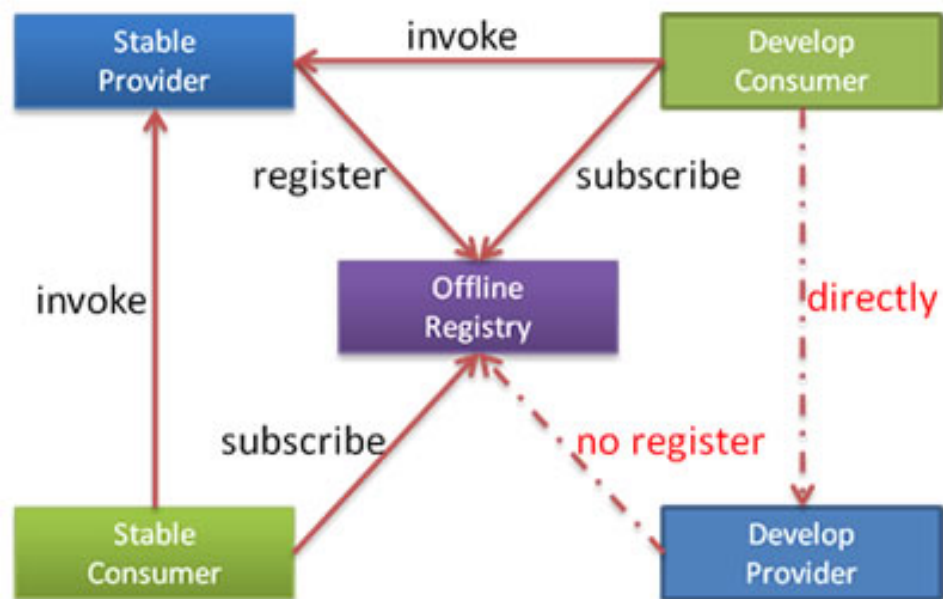 Stable
Provider
invoke
Develop
Consumer
register
subscribe
Offline
Registry
invoke
directly
subscribe
no register
Stable
Consumer
Develop
Provider